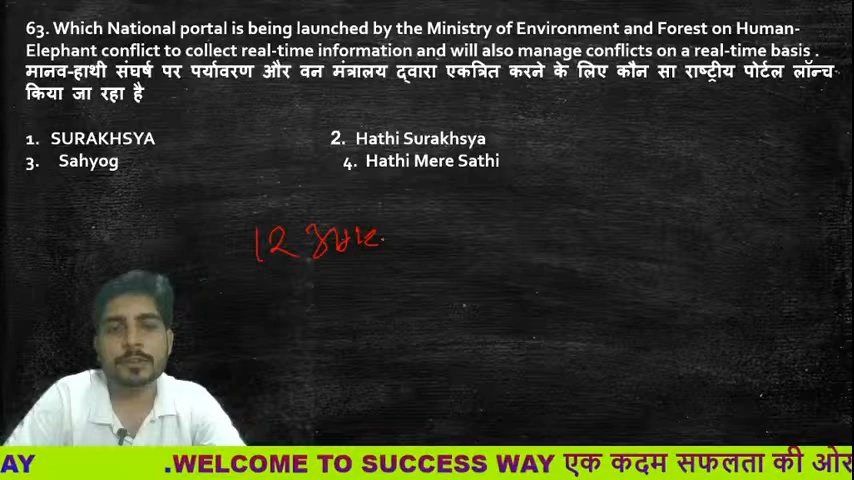 63. Which National portal is being launched by the Ministry of Environment and Forest on Human-
Elephant conflict to collect real-time information and will also manage conflicts on a real-time basis .
मानव-हाथी संघर्ष पर पर्यावरण और वन मंत्रालय द्वारा एकत्रित करने के लिए कौन सा राष्ट्रीय पोर्टल लॉन्च
किया जा रहा है
1. SURAKHSYA 2. Hathi Surakhsya
3. Sahyog 4. Hathi Mere Sathi
12
AY .WELCOME TO SUCCESS WAY एक कदम सफलता की ओर